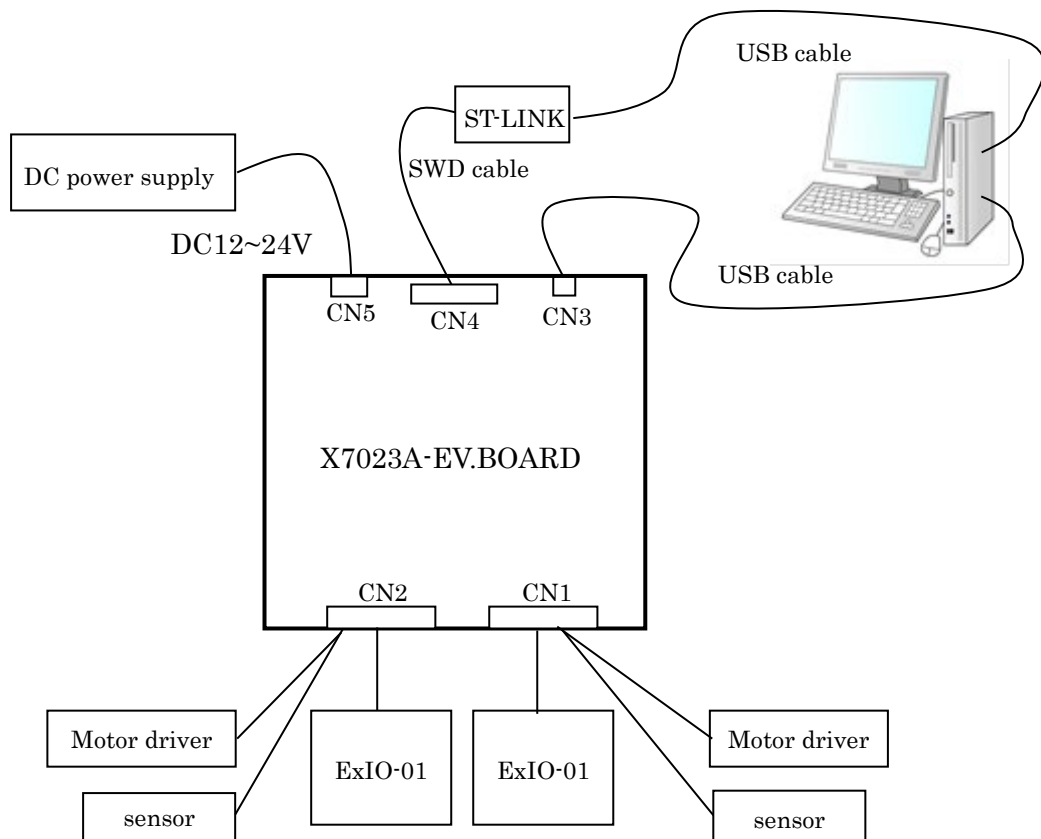 USB cable
ST-LINK
DC power supply
SWD cable
DC12~24V
USB cable
CN5
CN4
CN3
X7023A-EV.BOARD
CN2
CN1
Motor driver
ExIO-01
ExIO-01
Motor driver
sensor
sensor